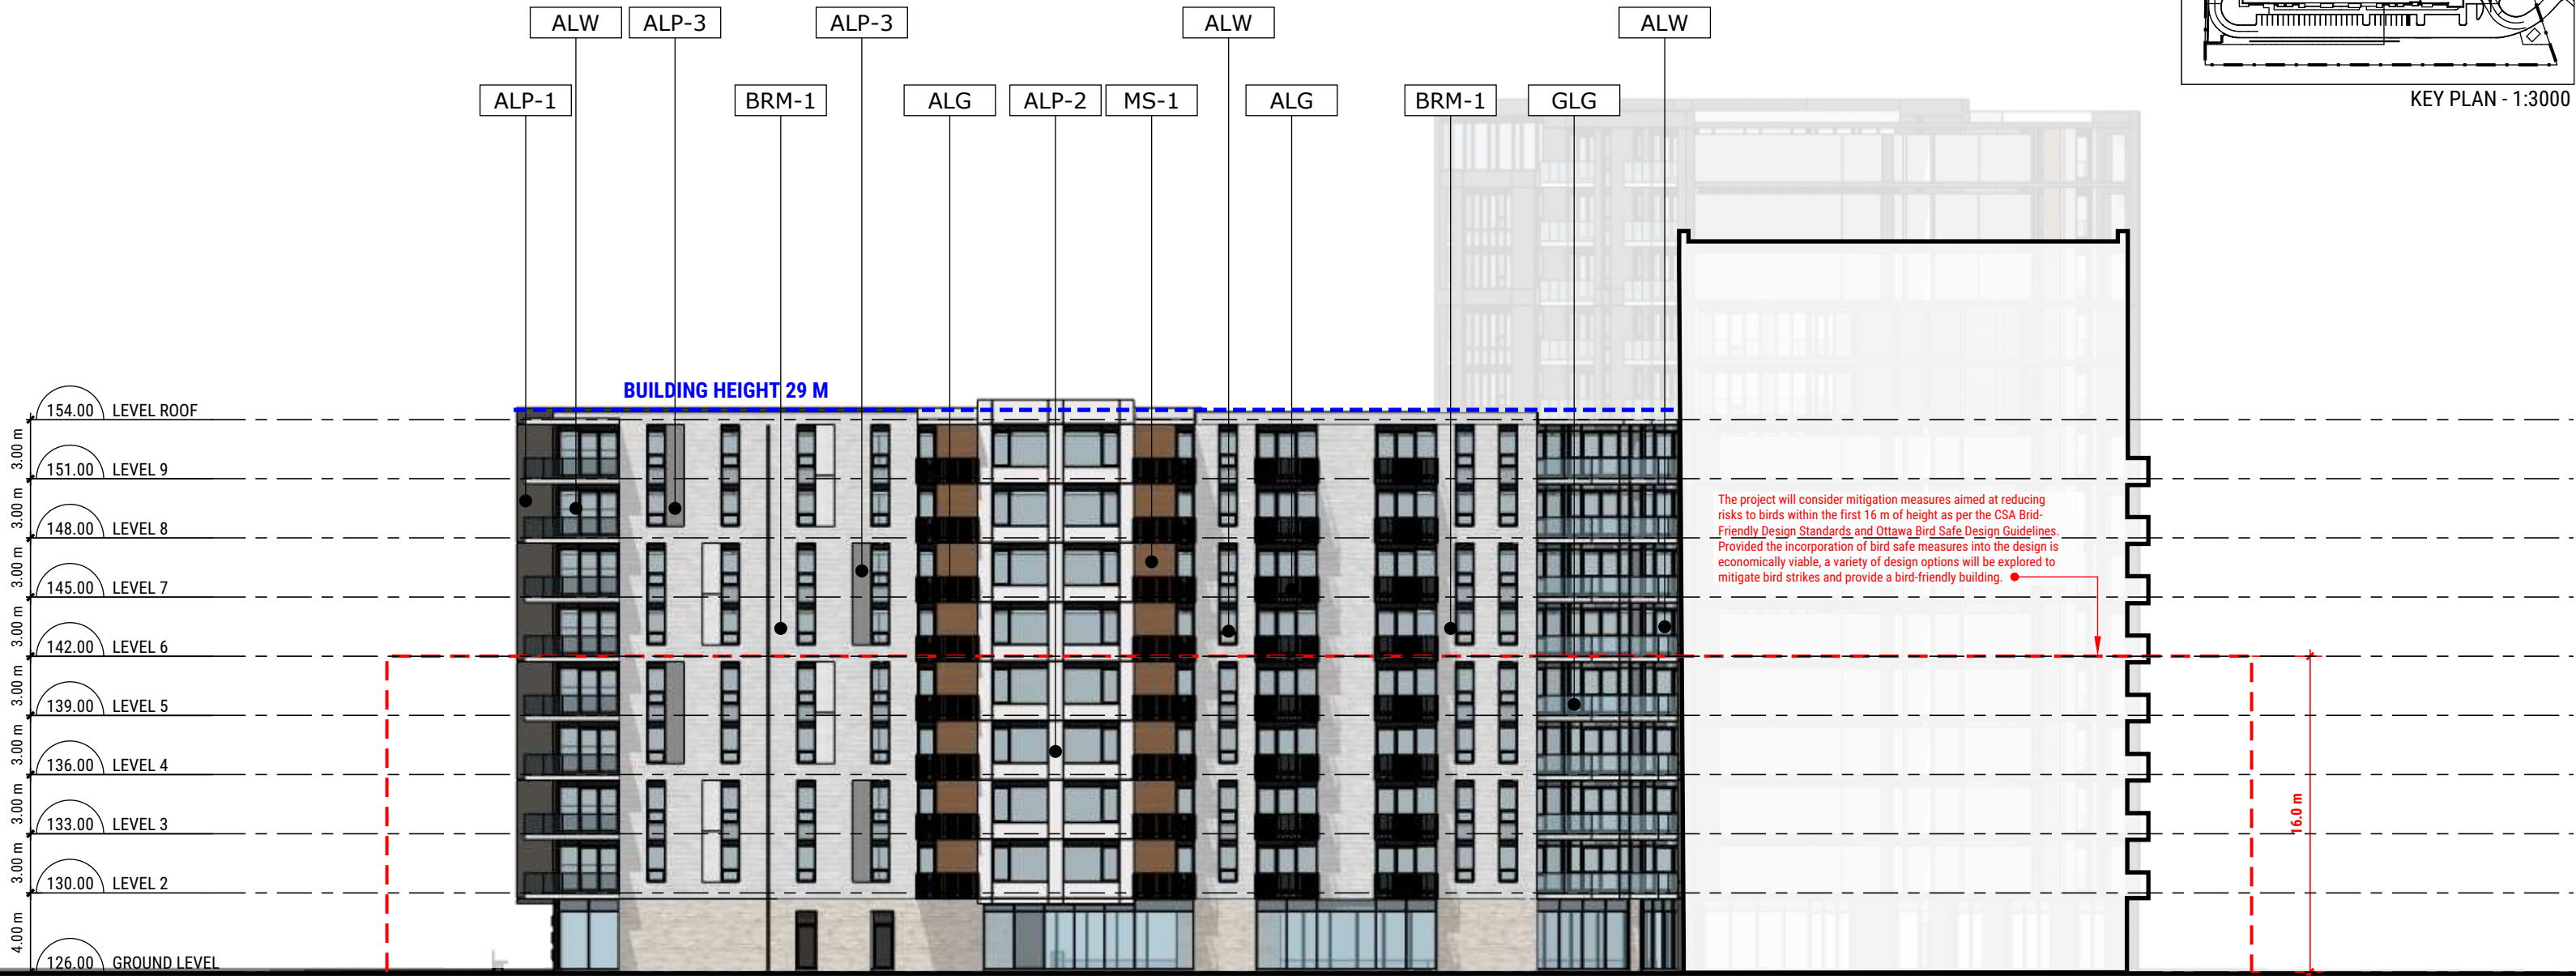 ALW ALP-3 ALP-3 ALW ALW
ALP-1 BRM-1 ALG ALP-2 MS-1 ALG BRM-1 GLG
KEY PLAN - 1:3000
BUILDING HEIGHT 29 M
154.00 LEVEL ROOF
3.00 m
151.00 LEVEL 9
3.00 m
148.00 LEVEL 8
3.00 m
145.00 LEVEL 7
3.00 m
142.00 LEVEL 6
3.00 m
139.00 LEVEL 5
3.00 m
136.00 LEVEL 4
3.00 m
133.00 LEVEL 3
3.00 m
130.00 LEVEL 2
4.00 m
126.00 GROUND LEVEL
The project will consider mitigation measures aimed at reducing
risks to birds within the first 16 m of height as per the CSA Brid-
Friendly Design Standards and Ottawa Bird Safe Design Guidelines.
Provided the incorporation of bird safe measures into the design is
economically viable, a variety of design options will be explored to
mitigate bird strikes and provide a bird-friendly building.
16.0 m